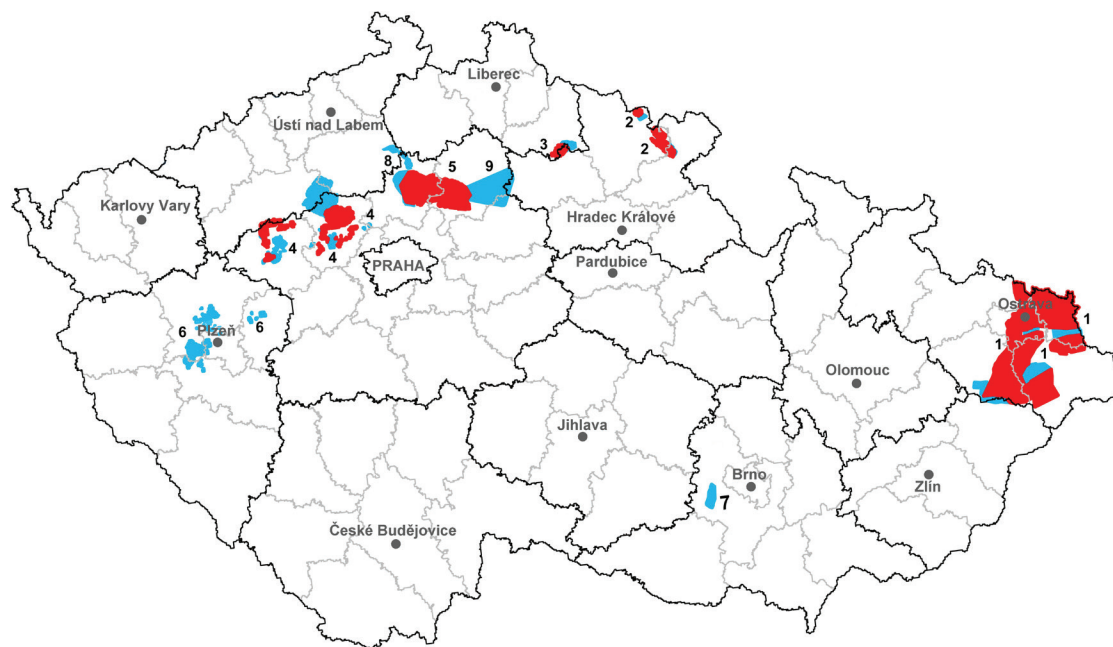 Liberec
Ústí nad Labem
2
3
2
8
5
9
Karlovy Vary
4
Hradec Králové
4
4
PRAHA
Pardubice
Ostrava
1
6
6
Plzeň
1
1
Olomouc
Jihlava
Brno
Zlín
7
České Budějovice